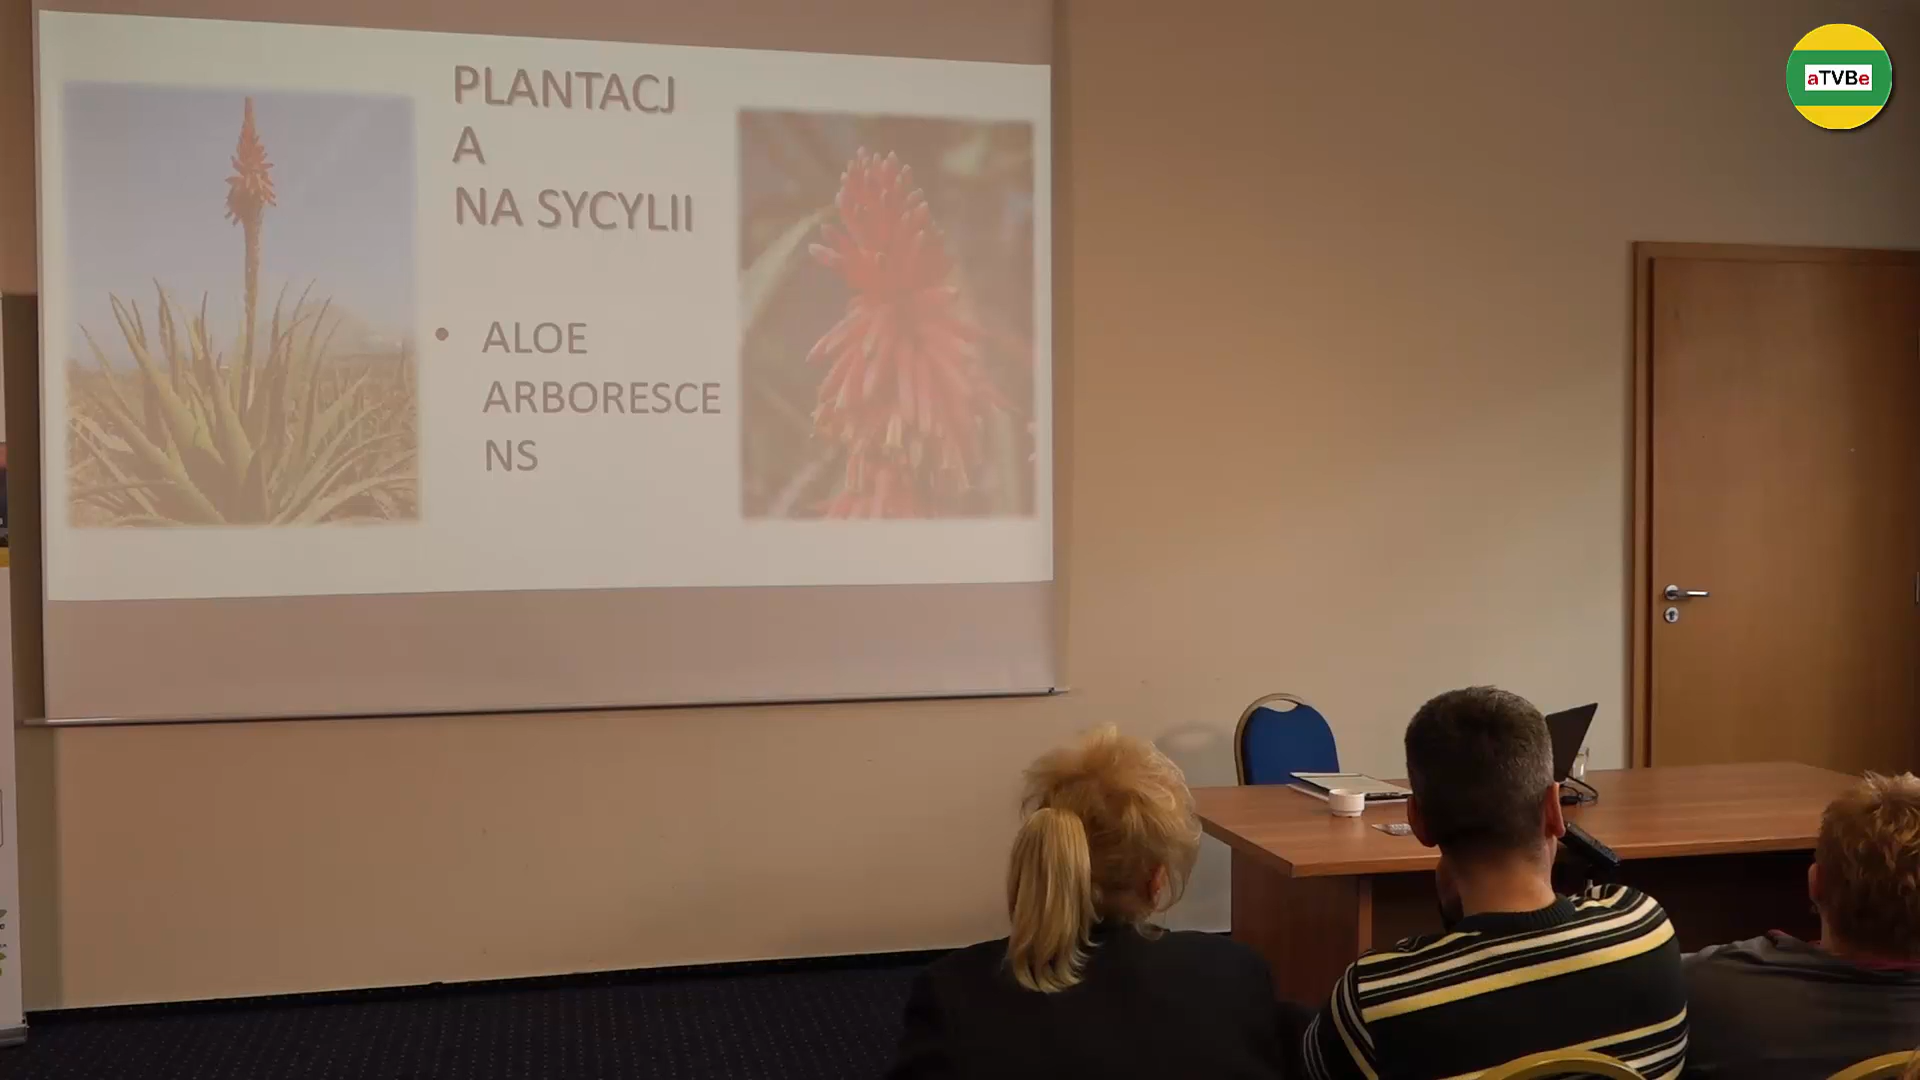 PLANTACJ
A
NA SYCYLII
ALOE
ARBORESCE
NS
aTVBe